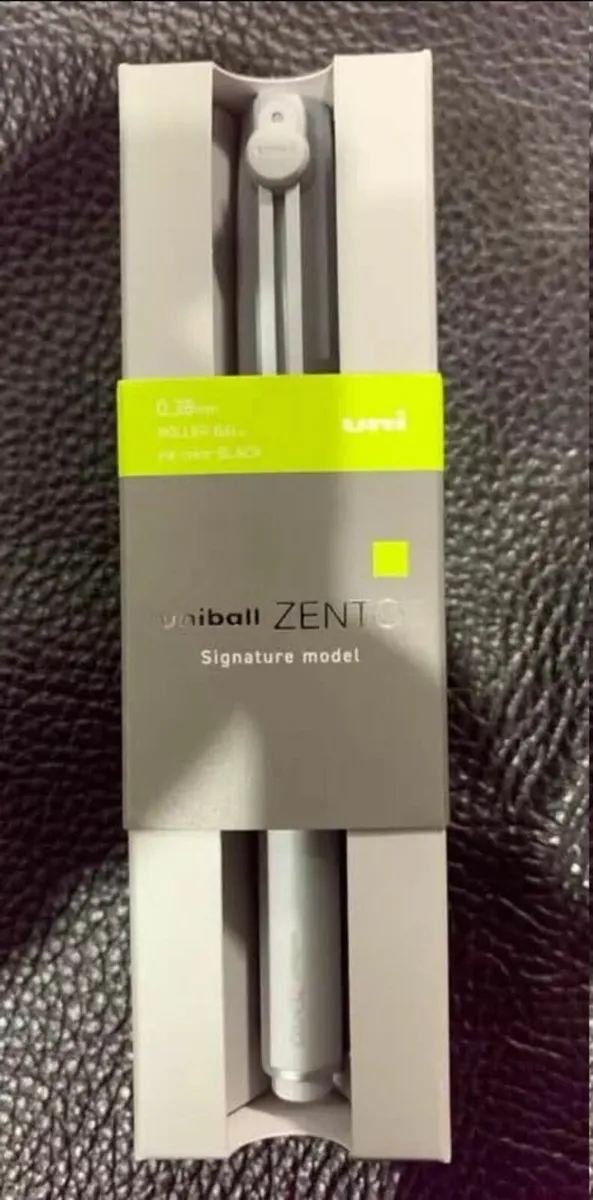 0.38mm
uni
ROLLER BALL
ink color BLACK
uniball ZENTO
Signature model